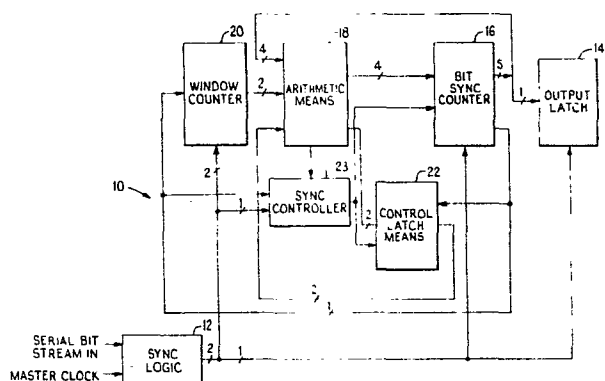 20
18
16
14
4
4
5
WINDOW
COUNTER
2
ARITHMETIC
MEANS
BIT
SYNC
COUNTER
1
OUTPUT
LATCH
2
23
22
10
1
SYNC
CONTROLLER
2
CONTROL
LATCH
MEANS
2
12
SERIAL BIT
STREAM IN
MASTER CLOCK
SYNC
LOGIC
2
1